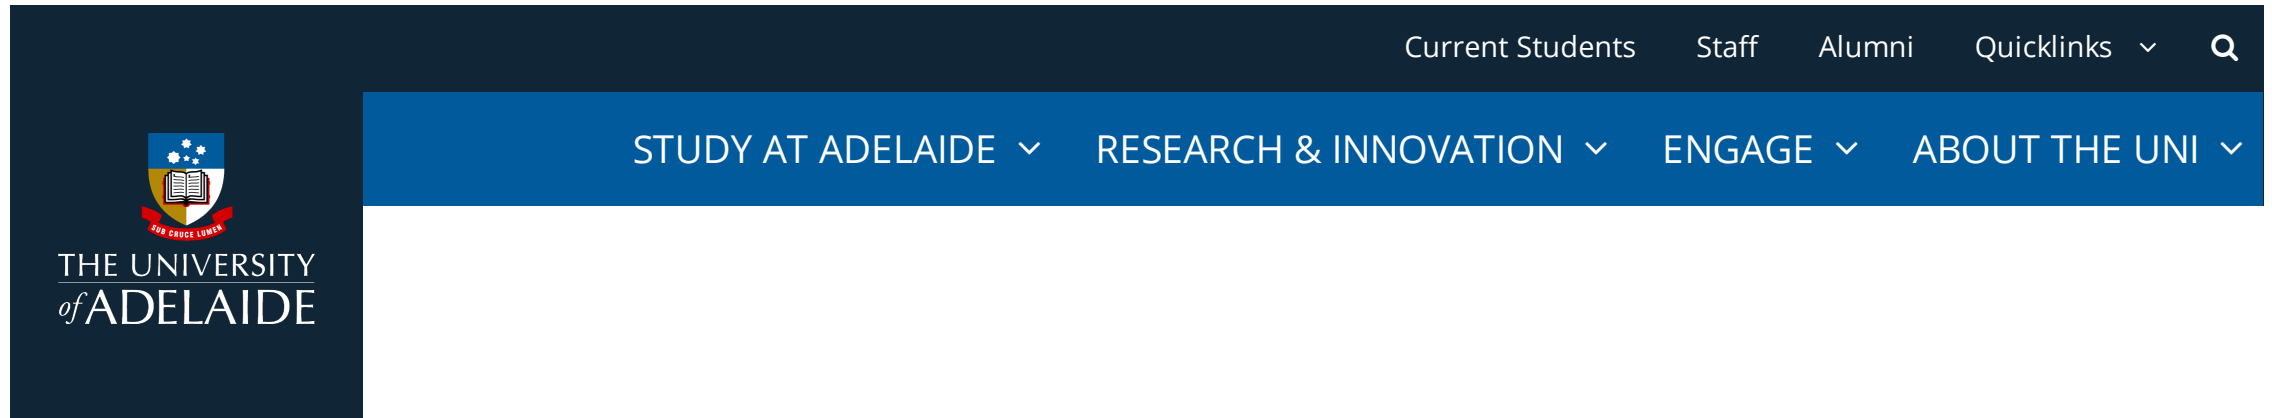 Current Students Staff Alumni Quicklinks
STUDY AT ADELAIDE RESEARCH & INNOVATION ENGAGE ABOUT THE UNI
SUB CRUCE LUMEN
THE UNIVERSITY
of ADELAIDE